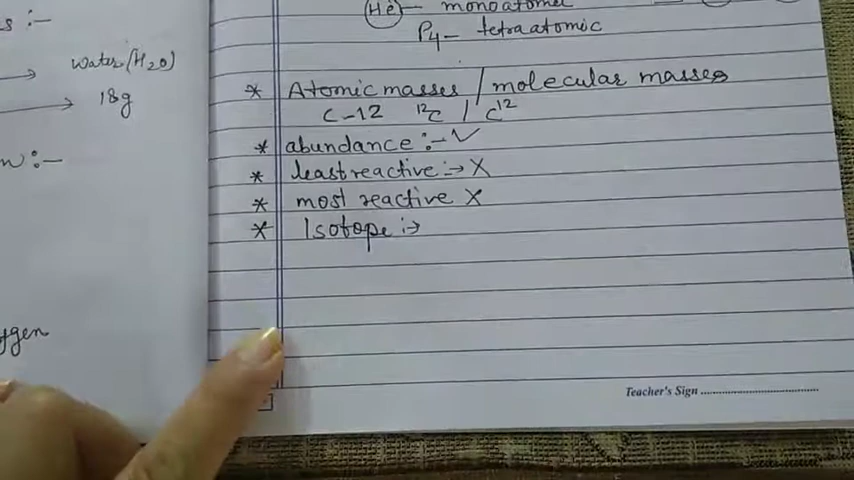 s :-
Water (H2O)
18g
n :-
ygen
He - monoatomic
P4 - tetraatomic
* Atomic masses / molecular masses
C-12 12C / C12
* abundance :- ✓
* least reactive :→ X
* most reactive X
* Isotope :→
Teacher's Sign